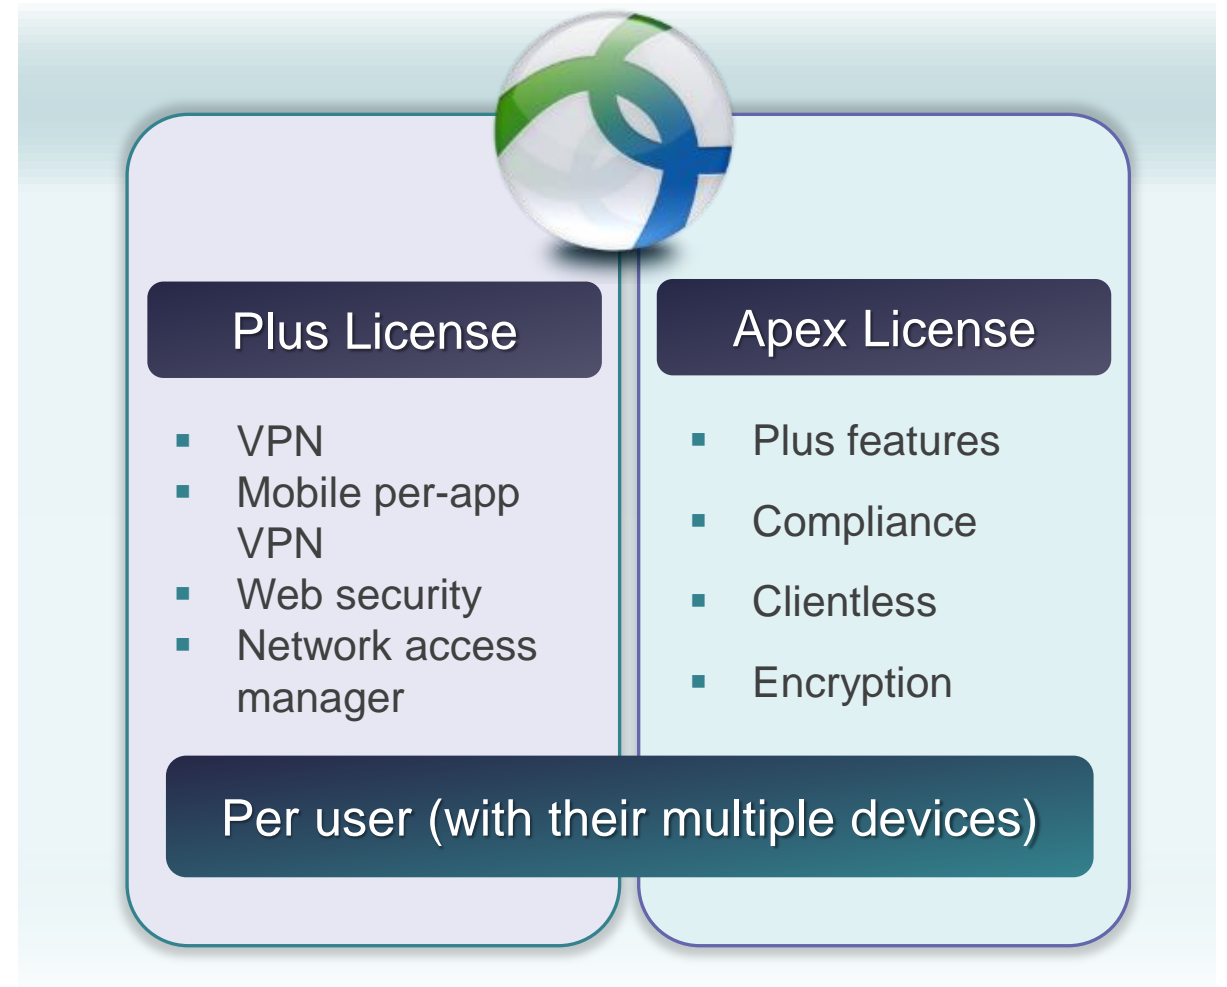 Plus License
VPN
Mobile per-app
VPN
Web security
Network access
manager
Apex License
Plus features
Compliance
Clientless
Encryption
Per user (with their multiple devices)